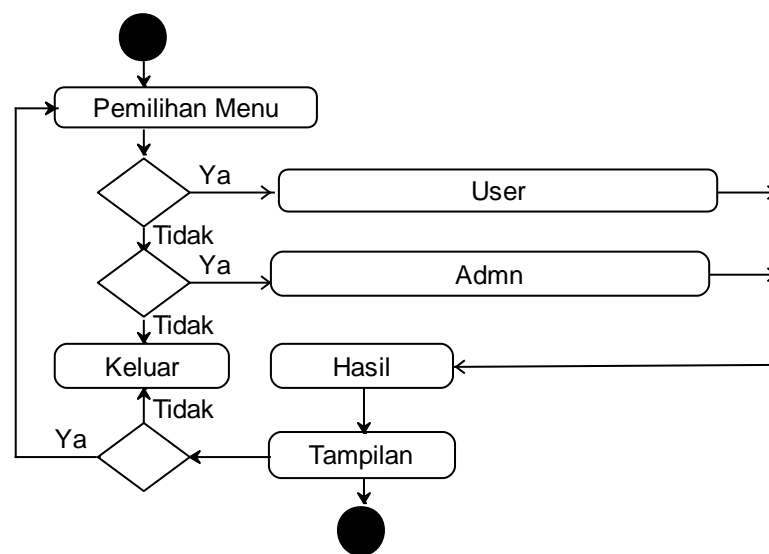 Pemilihan Menu
Ya
User
Tidak
Ya
Admn
Tidak
Keluar
Hasil
Tidak
Ya
Tampilan